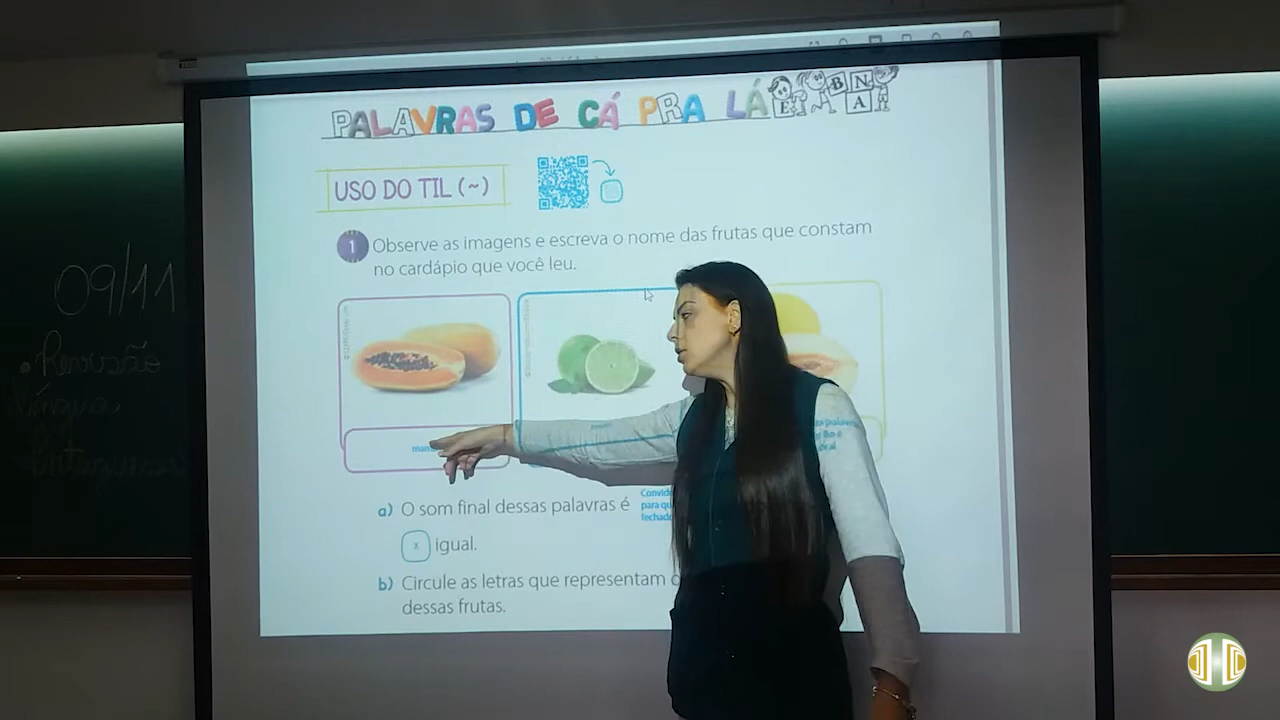 PALAVRAS DE CÁ PRA LÁ
E B N A
USO DO TIL (~)
1 Observe as imagens e escreva o nome das frutas que constam
no cardápio que você leu.
a) O som final dessas palavras é
x igual.
b) Circule as letras que representam
dessas frutas.
09/11
Língua